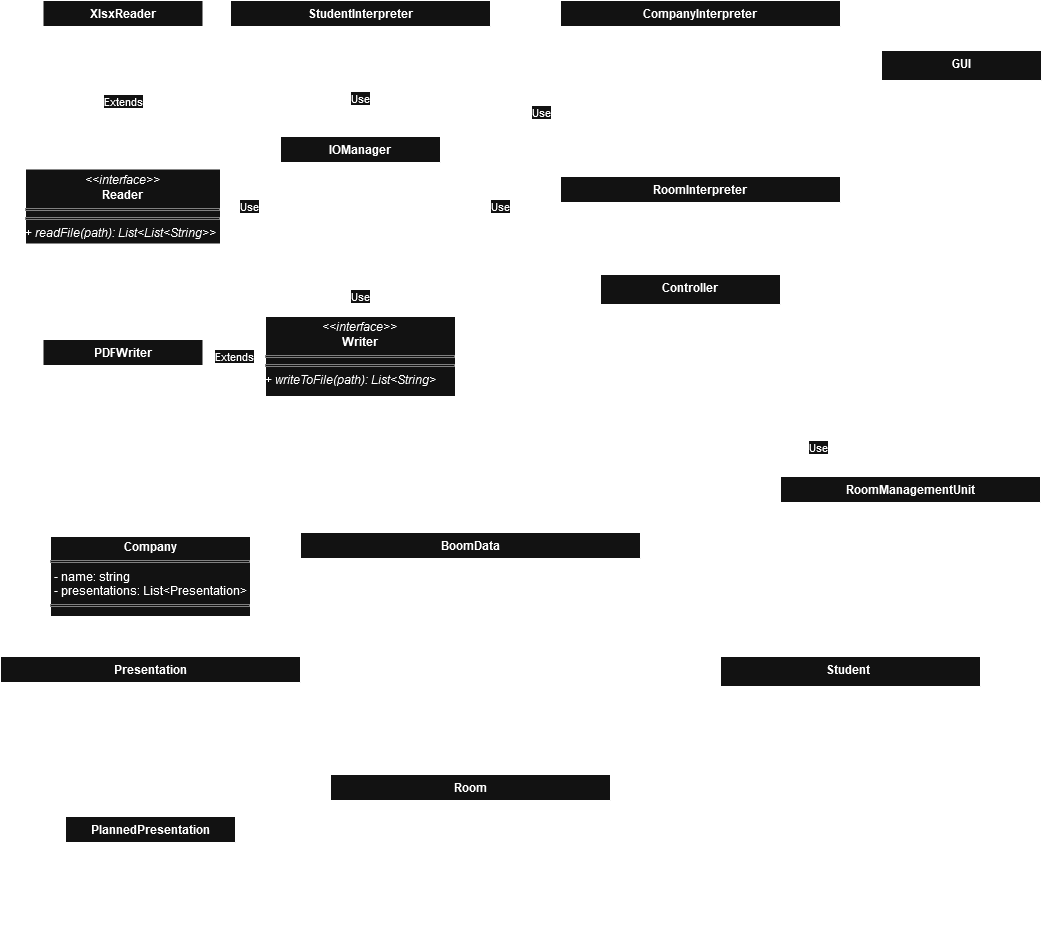 XlsxReader
StudentInterpreter
CompanyInterpreter
GUI
Extends
Use
Use
IOManager
<<interface>>
Reader
+ readFile(path): List<List<String>>
Use
Use
RoomInterpreter
Controller
Use
<<interface>>
Writer
+ writeToFile(path): List<String>
PDFWriter
Extends
Use
RoomManagementUnit
Company
- name: string
- presentations: List<Presentation>
BoomData
Presentation
Student
Room
PlannedPresentation